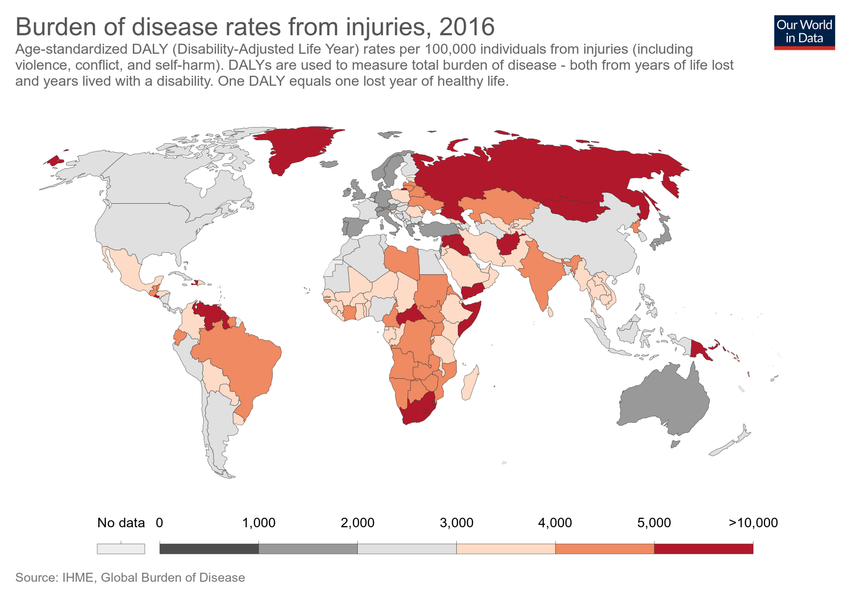 Burden of disease rates from injuries, 2016
Age-standardized DALY (Disability-Adjusted Life Year) rates per 100,000 individuals from injuries (including
violence, conflict, and self-harm). DALYs are used to measure total burden of disease - both from years of life lost
and years lived with a disability. One DALY equals one lost year of healthy life.
Our World
in Data
No data 0 1,000 2,000 3,000 4,000 5,000 >10,000
Source: IHME, Global Burden of Disease